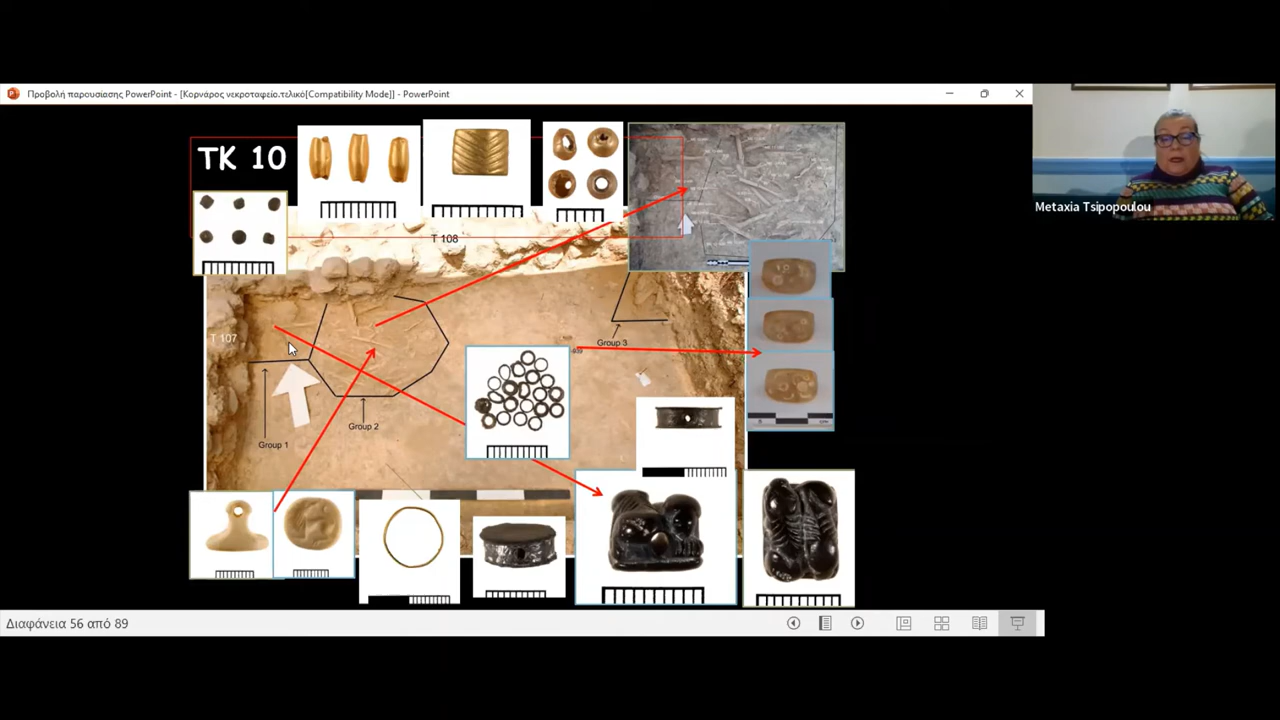 Προβολή παρουσίασης PowerPoint - [Κορνάρος νεκροταφείο.τελικό[Compatibility Mode]] - PowerPoint
Metaxia Tsipopoulou
TK 10
T 108
T 107
Group 3
Group 1
Group 2
Διαφάνεια 56 από 89